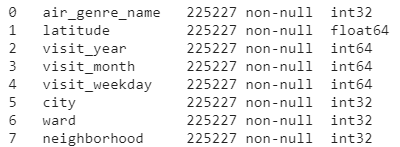 0 air_genre_name 225227 non-null int32
1 latitude 225227 non-null float64
2 visit_year 225227 non-null int64
3 visit_month 225227 non-null int64
4 visit_weekday 225227 non-null int64
5 city 225227 non-null int32
6 ward 225227 non-null int32
7 neighborhood 225227 non-null int32